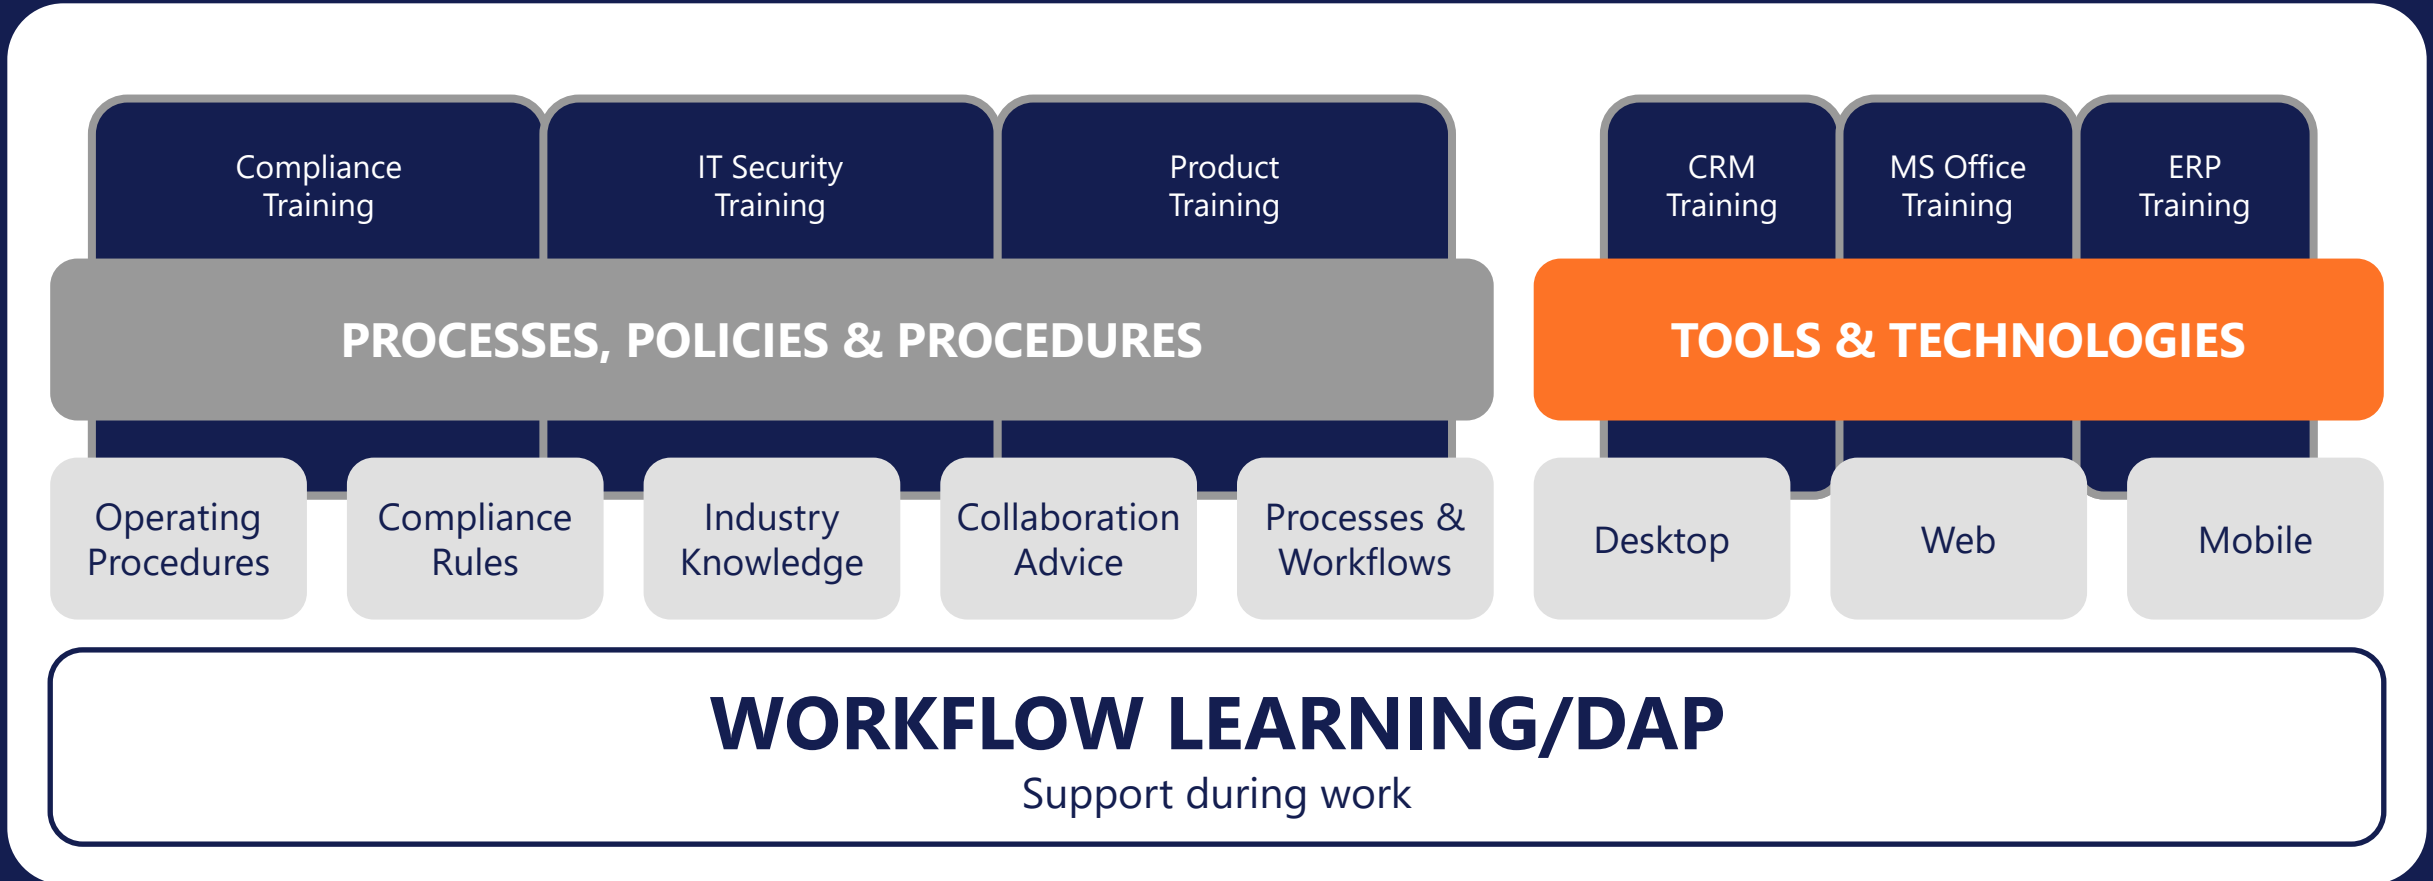 Compliance
Training
IT Security
Training
Product
Training
CRM
Training
MS Office
Training
ERP
Training
PROCESSES, POLICIES & PROCEDURES
TOOLS & TECHNOLOGIES
Operating
Procedures
Compliance
Rules
Industry
Knowledge
Collaboration
Advice
Processes &
Workflows
Desktop
Web
Mobile
WORKFLOW LEARNING/DAP
Support during work